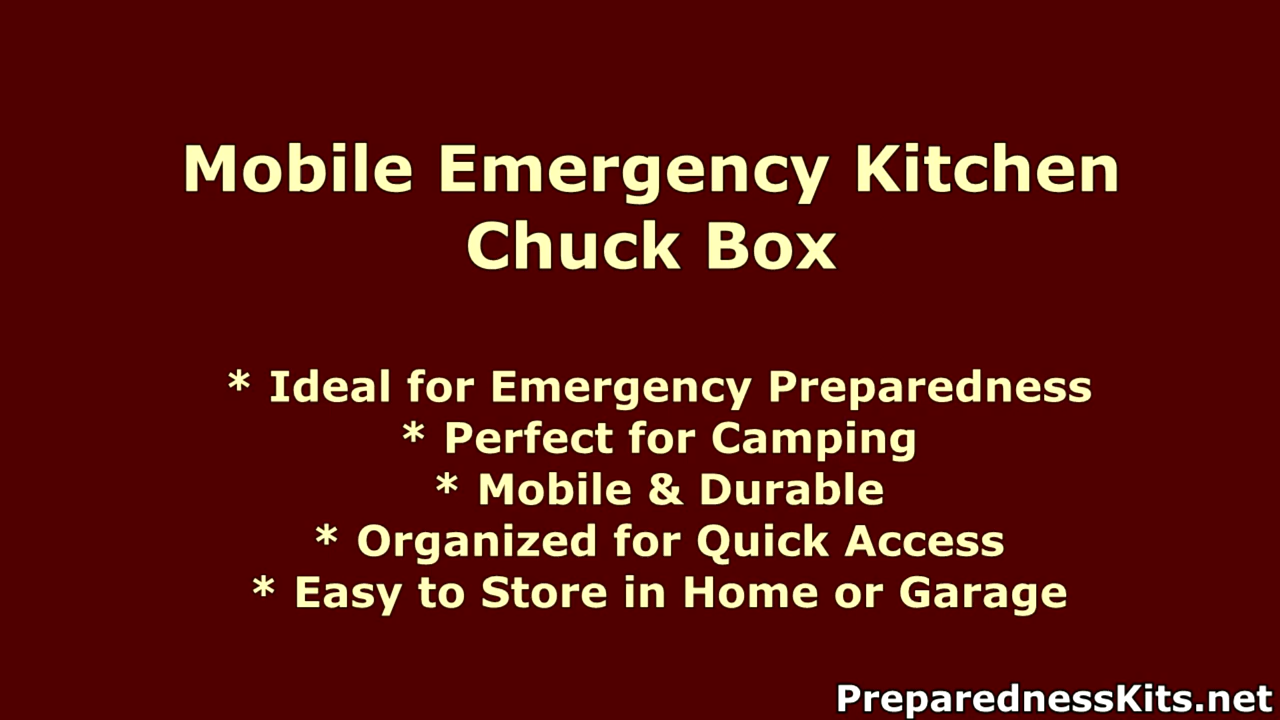 Mobile Emergency Kitchen
Chuck Box
* Ideal for Emergency Preparedness
* Perfect for Camping
* Mobile & Durable
* Organized for Quick Access
* Easy to Store in Home or Garage
PreparednessKits.net